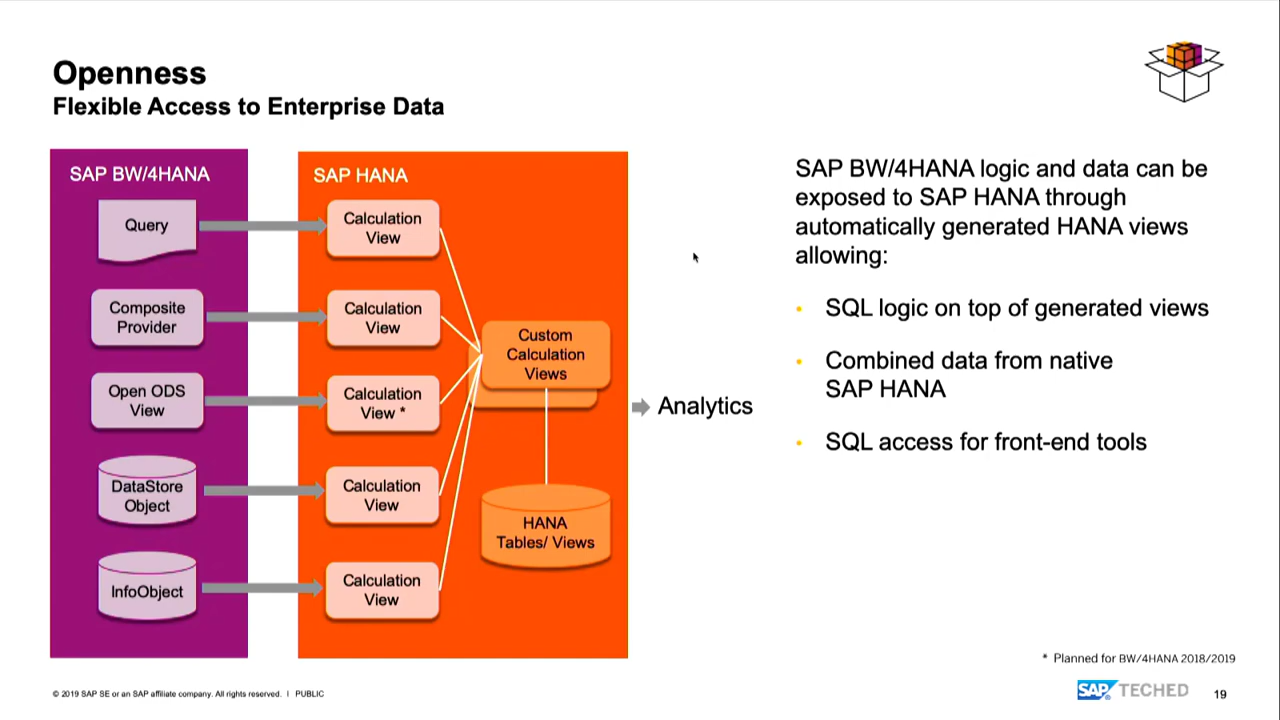 Openness
Flexible Access to Enterprise Data
SAP BW/4HANA
Query
Composite
Provider
Open ODS
View
DataStore
Object
InfoObject
SAP HANA
Calculation
View
Calculation
View
Calculation
View *
Calculation
View
Calculation
View
Custom
Calculation
Views
HANA
Tables/ Views
Analytics
SAP BW/4HANA logic and data can be
exposed to SAP HANA through
automatically generated HANA views
allowing:
• SQL logic on top of generated views
• Combined data from native
SAP HANA
• SQL access for front-end tools
* Planned for BW/4HANA 2018/2019
© 2019 SAP SE or an SAP affiliate company. All rights reserved. ǀ PUBLIC
SAP TECHED
19